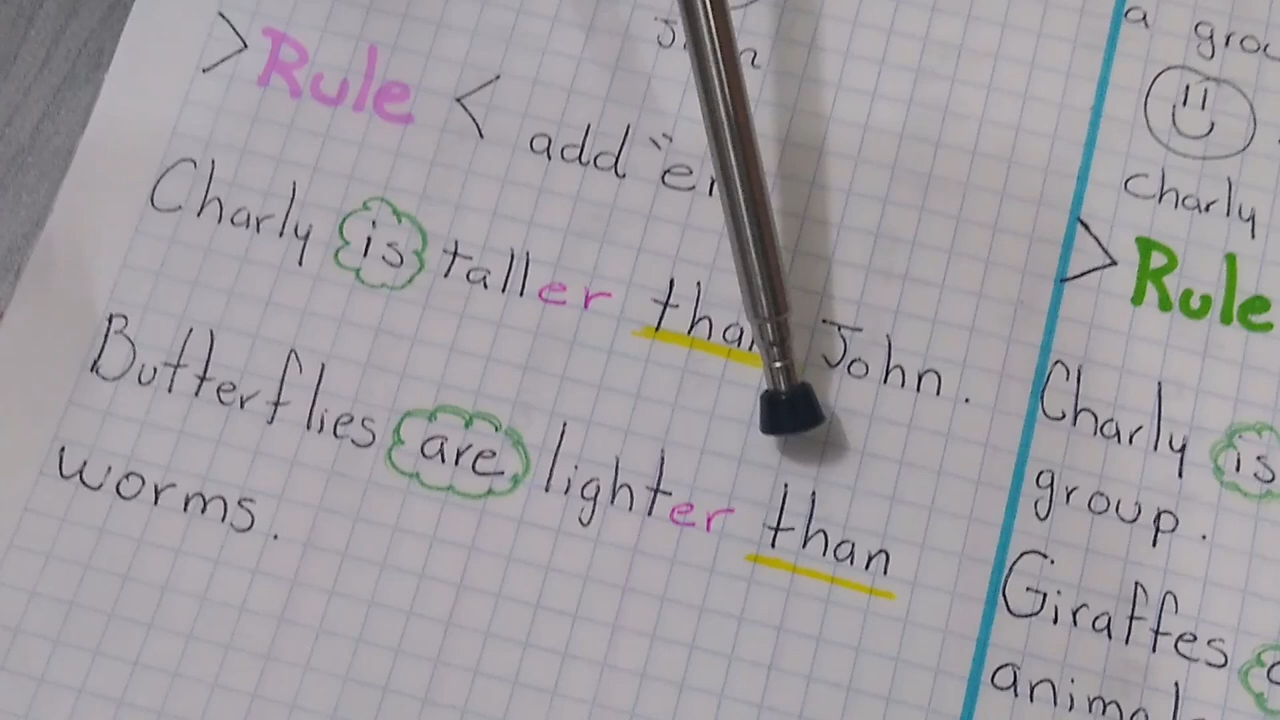 > Rule < add "er
Charly is taller than John.
Butterflies are lighter than
worms.
a
charly
> Rule
Charly is
group.
Giraffes